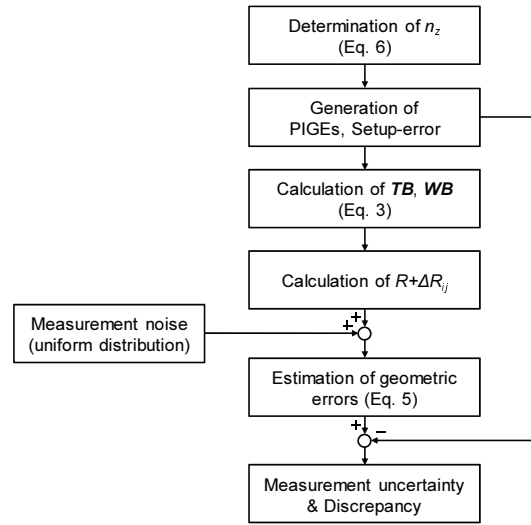 Determination of n_z
(Eq. 6)
Generation of
PIGEs, Setup-error
Calculation of TB, WB
(Eq. 3)
Calculation of R+ΔR_ij
Measurement noise
(uniform distribution)
+
+
Estimation of geometric
errors (Eq. 5)
+
−
Measurement uncertainty
& Discrepancy